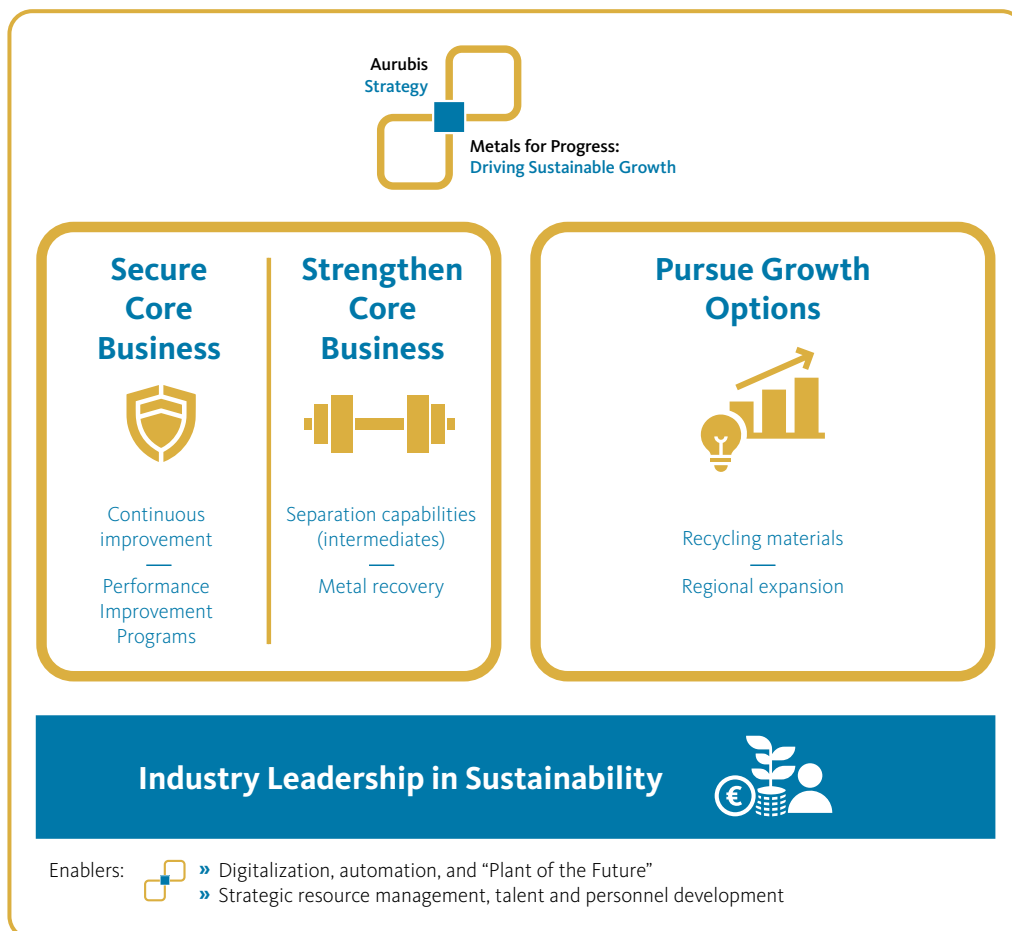 Aurubis
Strategy
Metals for Progress:
Driving Sustainable Growth
Secure
Core
Business
Continuous
improvement
Performance
Improvement
Programs
Strengthen
Core
Business
Separation capabilities
(intermediates)
Metal recovery
Pursue Growth
Options
Recycling materials
Regional expansion
Industry Leadership in Sustainability
€
Enablers:
» Digitalization, automation, and “Plant of the Future”
» Strategic resource management, talent and personnel development